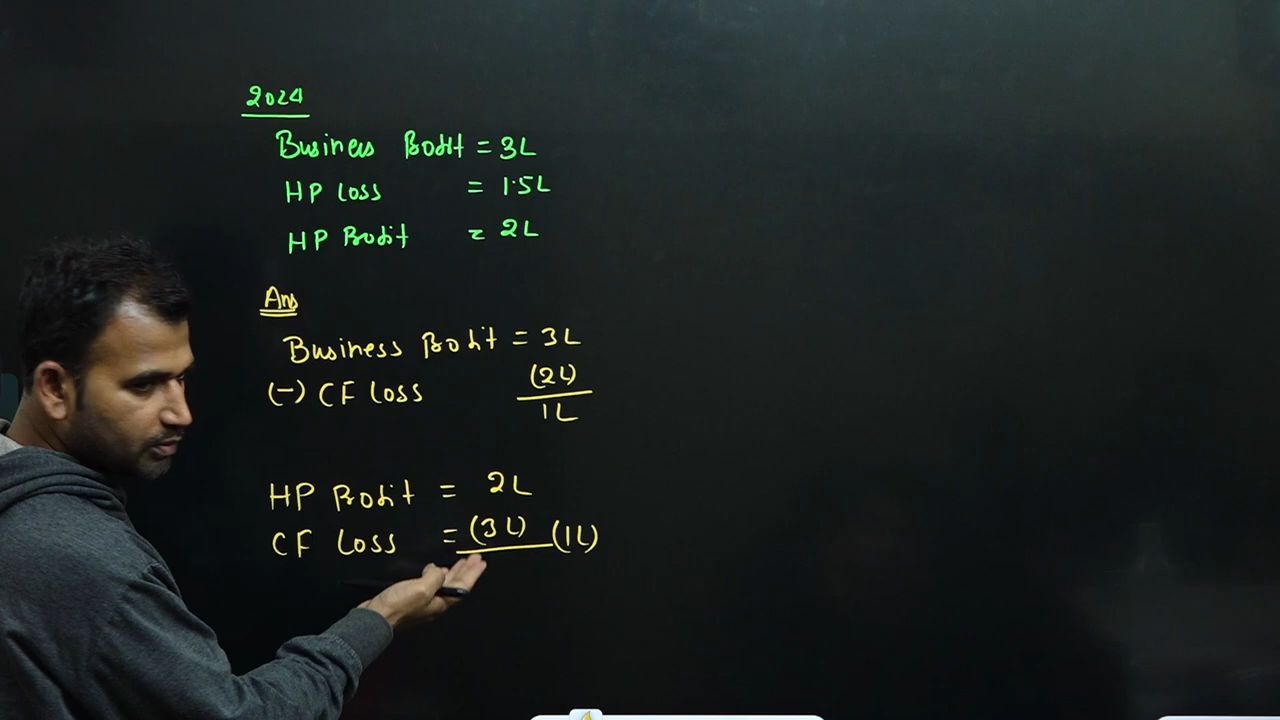 2024
Business Profit = 3L
HP Loss = 1.5L
HP Profit = 2L
Ans
Business Profit = 3L
(-) CF Loss (2L)
1L
HP Profit = 2L
CF Loss = (3L) (1L)